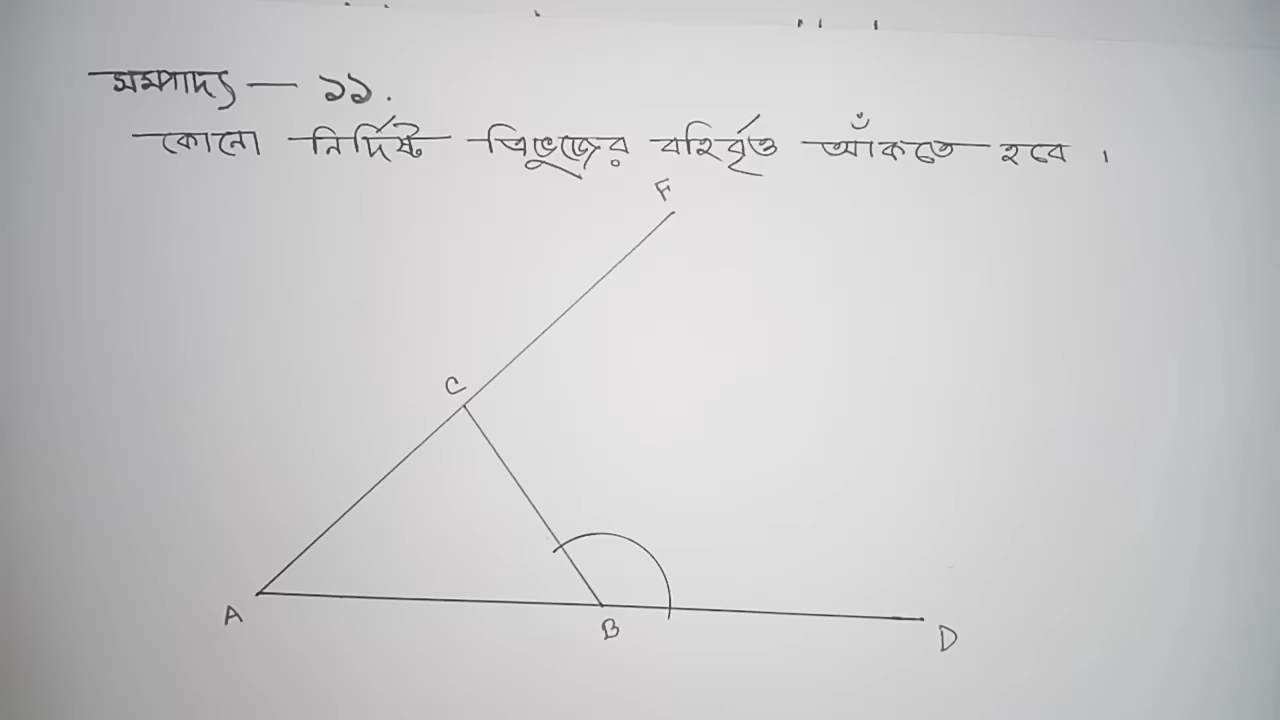 সম্পাদ্য — ১১.
কোনো নির্দিষ্ট ত্রিভুজের বহির্বৃত্ত আঁকতে হবে।
F
C
A
B
D